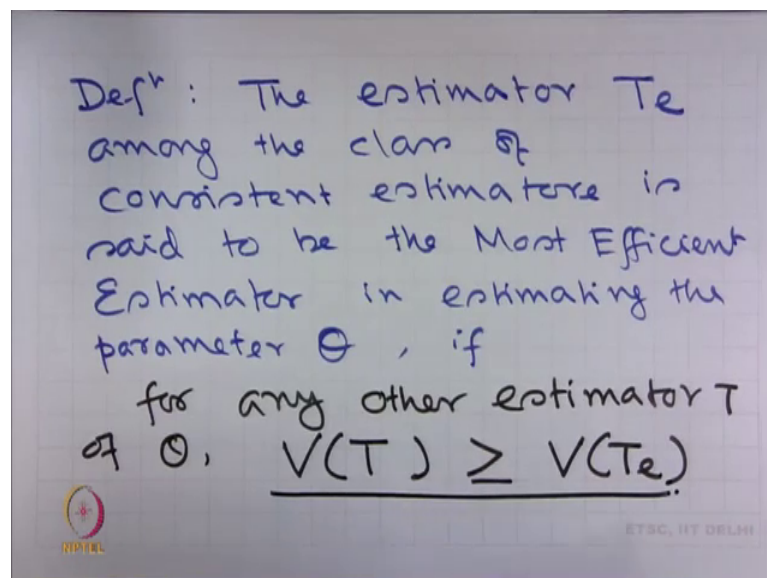 Defn : The estimator Te
among the class of
consistent estimators is
said to be the Most Efficient
Estimator in estimating the
parameter θ , if
for any other estimator T
of θ, V(T) ≥ V(Te).
NPTEL
ETSC, IIT DELHI